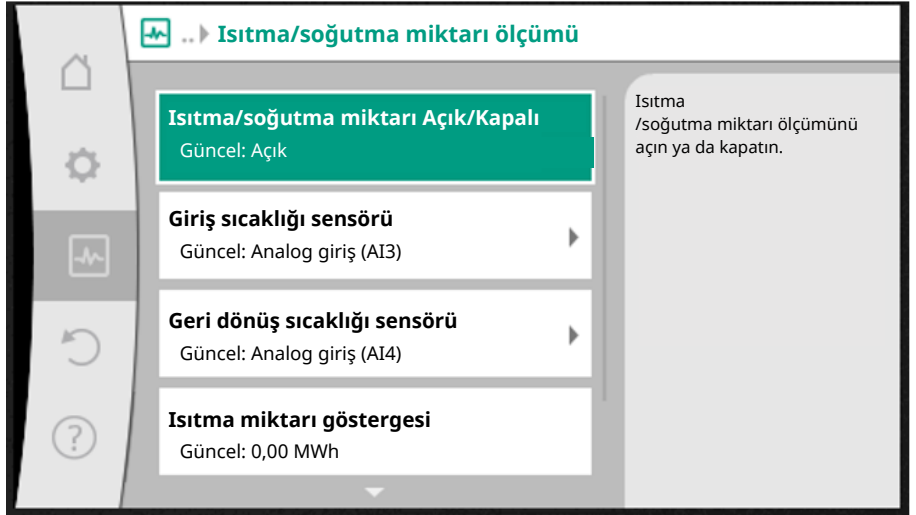 .. Isıtma/soğutma miktarı ölçümü
Isıtma/soğutma miktarı Açık/Kapalı
Güncel: Açık
Giriş sıcaklığı sensörü
Güncel: Analog giriş (AI3)
Geri dönüş sıcaklığı sensörü
Güncel: Analog giriş (AI4)
Isıtma miktarı göstergesi
Güncel: 0,00 MWh
Isıtma
/soğutma miktarı ölçümünü
açın ya da kapatın.
?